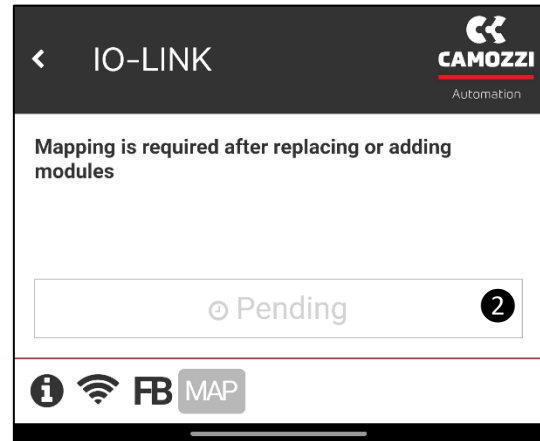 IO-LINK
CAMOZZI
Automation
Mapping is required after replacing or adding
modules
Pending
2
i
FB MAP